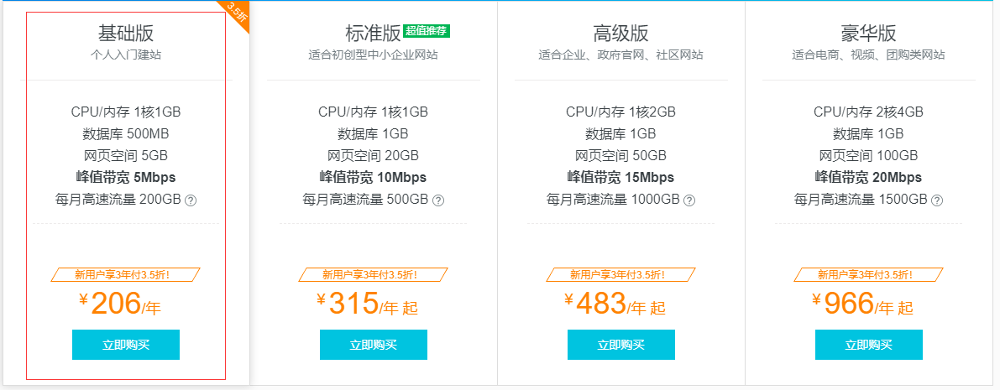 3.5折
基础版
个人入门建站
CPU/内存 1核1GB
数据库 500MB
网页空间 5GB
峰值带宽 5Mbps
每月高速流量 200GB ?
新用户享3年付3.5折!
¥206/年
立即购买
标准版 超值推荐
适合初创型中小企业网站
CPU/内存 1核1GB
数据库 1GB
网页空间 20GB
峰值带宽 10Mbps
每月高速流量 500GB ?
新用户享3年付3.5折!
¥315/年 起
立即购买
高级版
适合企业、政府官网、社区网站
CPU/内存 1核2GB
数据库 1GB
网页空间 50GB
峰值带宽 15Mbps
每月高速流量 1000GB ?
新用户享3年付3.5折!
¥483/年 起
立即购买
豪华版
适合电商、视频、团购类网站
CPU/内存 2核4GB
数据库 1GB
网页空间 100GB
峰值带宽 20Mbps
每月高速流量 1500GB ?
新用户享3年付3.5折!
¥966/年 起
立即购买